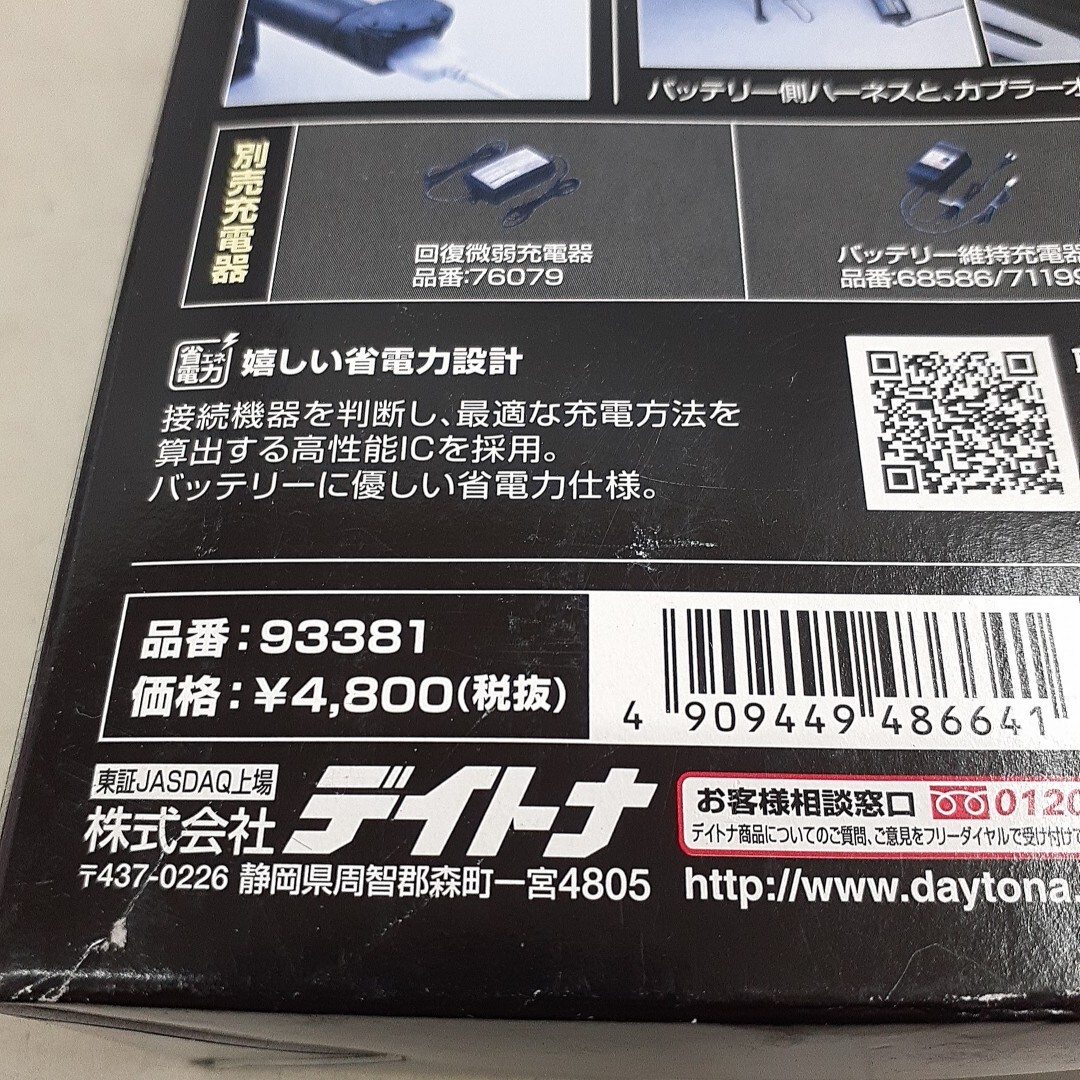 バッテリー側ハーネスと、カプラーオ
別売充電器
回復微弱充電器
品番:76079
バッテリー維持充電器
品番:68586/71199
省エネ電力
嬉しい省電力設計
接続機器を判断し、最適な充電方法を
算出する高性能ICを採用。
バッテリーに優しい省電力仕様。
品番:93381
価格:¥4,800(税抜)
4 909449 486641
東証JASDAQ上場
株式会社 デイトナ
〒437-0226 静岡県周智郡森町一宮4805
お客様相談窓口 0120
デイトナ商品についてのご質問、ご意見をフリーダイヤルで受け付けて
http://www.daytona.